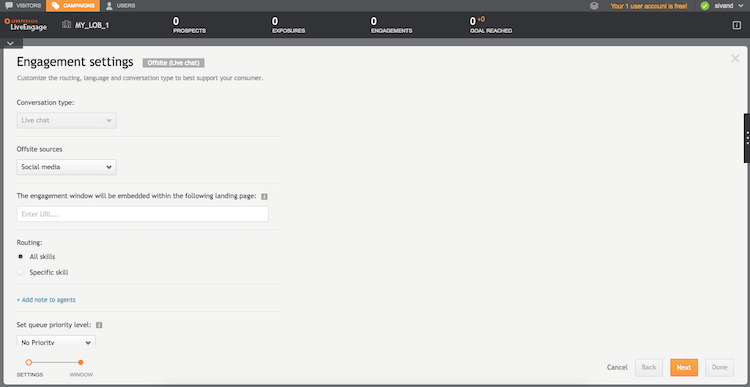 VISITORS CAMPAIGNS USERS Your 1 user account is free! sivand
LIVEPERSON
LiveEngage MY_LOB_1
0 PROSPECTS
0 EXPOSURES
0 ENGAGEMENTS
0 +0 GOAL REACHED
Engagement settings Offsite (Live chat)
Customize the routing, language and conversation type to best support your consumer.
Conversation type:
Live chat
Offsite sources
Social media
The engagement window will be embedded within the following landing page:
Enter URL...
Routing:
All skills
Specific skill
+ Add note to agents
Set queue priority level:
No Priority
SETTINGS WINDOW
Cancel Back Next Done